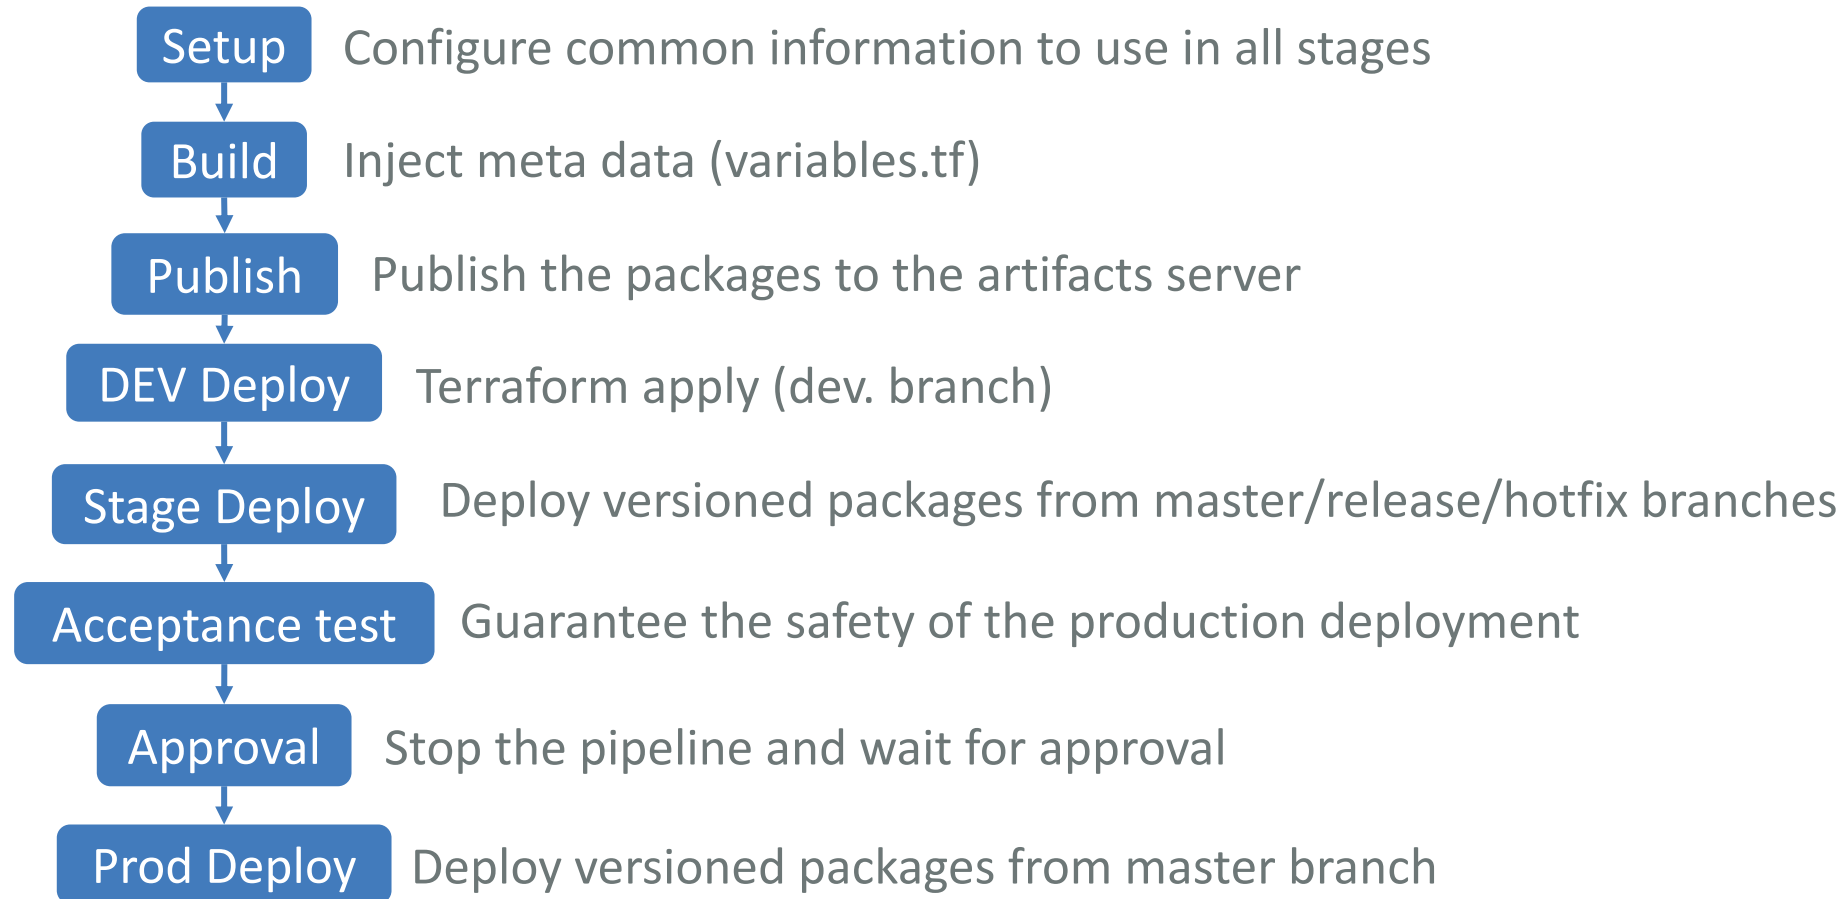 Setup Configure common information to use in all stages
Build Inject meta data (variables.tf)
Publish Publish the packages to the artifacts server
DEV Deploy Terraform apply (dev. branch)
Stage Deploy Deploy versioned packages from master/release/hotfix branches
Acceptance test Guarantee the safety of the production deployment
Approval Stop the pipeline and wait for approval
Prod Deploy Deploy versioned packages from master branch